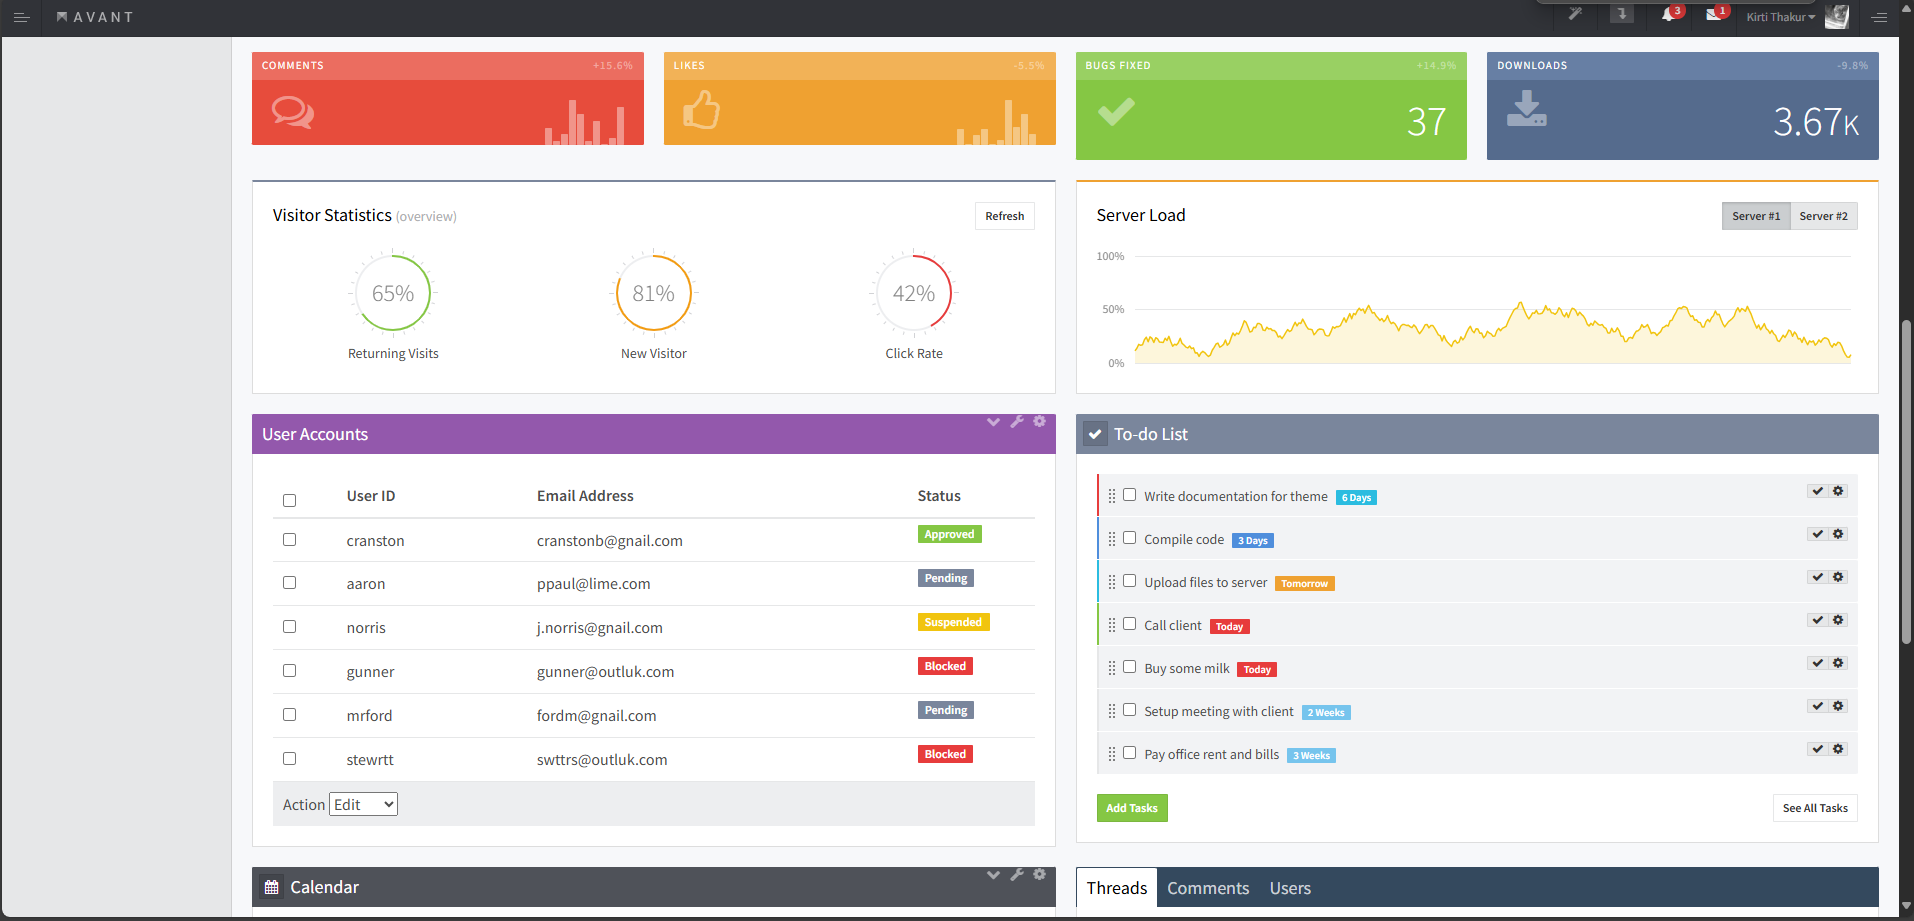 AVANT
3
1
Kirti Thakur
COMMENTS +15.6%
LIKES -5.5%
BUGS FIXED +14.9%
37
DOWNLOADS -9.8%
3.67K
Visitor Statistics (overview)
Refresh
65%
Returning Visits
81%
New Visitor
42%
Click Rate
Server Load
Server #1 Server #2
100%
50%
0%
User Accounts
User ID Email Address Status
cranston cranstonb@gnail.com Approved
aaron ppaul@lime.com Pending
norris j.norris@gnail.com Suspended
gunner gunner@outluk.com Blocked
mrford fordm@gnail.com Pending
stewrtt swttrs@outluk.com Blocked
Action Edit
To-do List
Write documentation for theme 6 Days
Compile code 3 Days
Upload files to server Tomorrow
Call client Today
Buy some milk Today
Setup meeting with client 2 Weeks
Pay office rent and bills 3 Weeks
Add Tasks See All Tasks
Calendar
Threads Comments Users